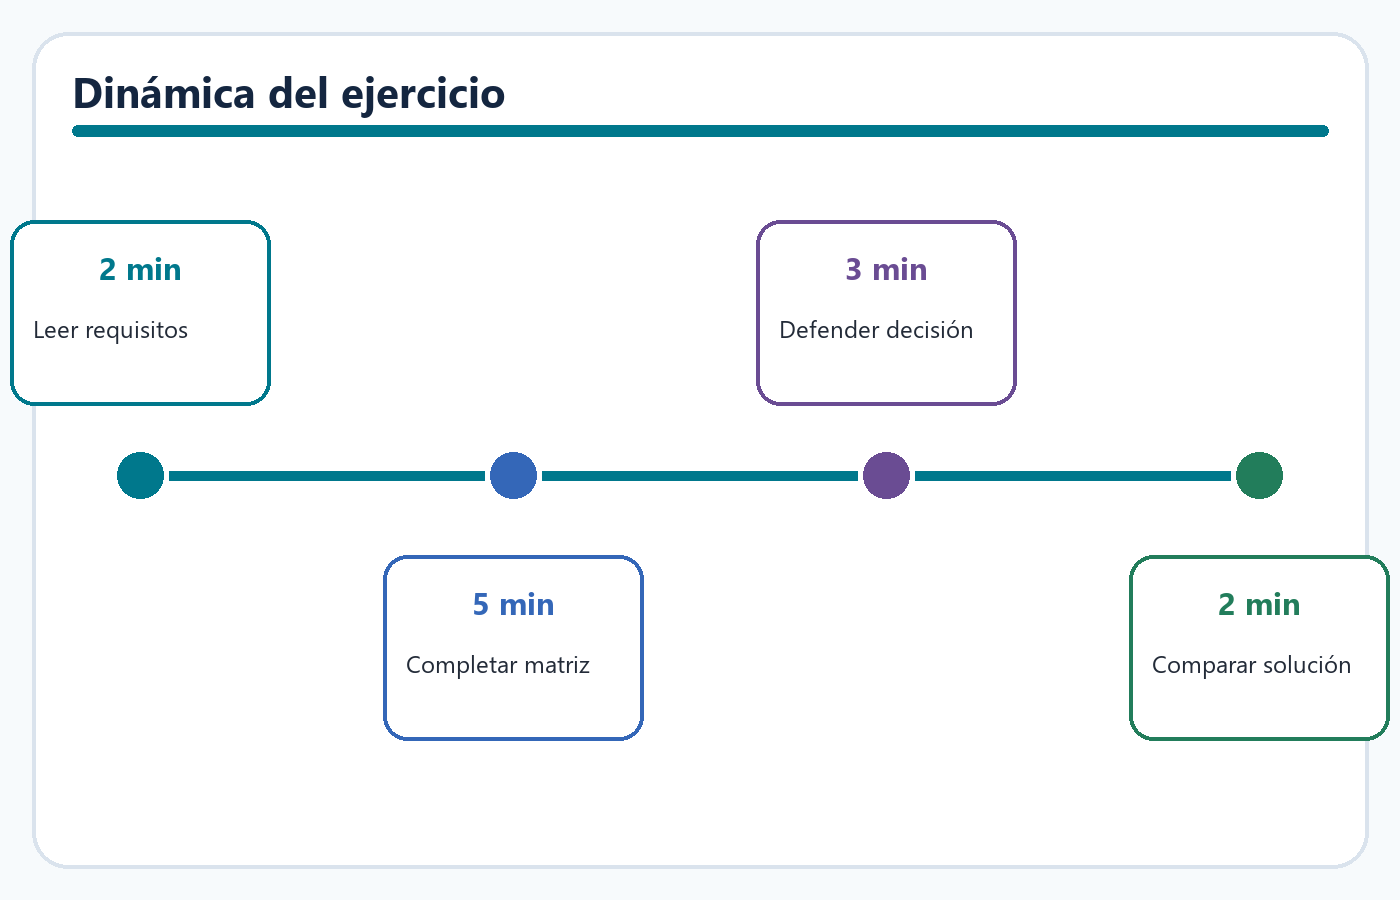 Dinámica del ejercicio
2 min
Leer requisitos
5 min
Completar matriz
3 min
Defender decisión
2 min
Comparar solución